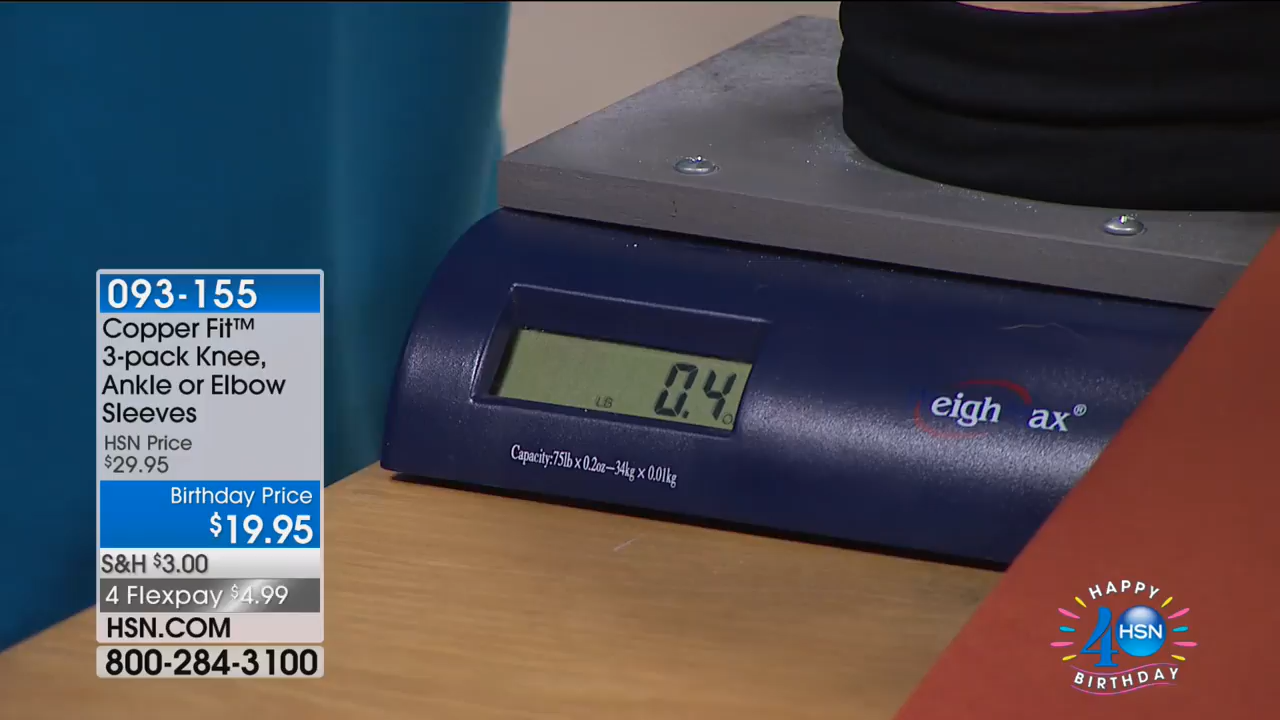 093-155
Copper Fit™
3-pack Knee,
Ankle or Elbow
Sleeves
HSN Price
$29.95
Birthday Price
$19.95
S&H $3.00
4 Flexpay $4.99
HSN.COM
800-284-3100
LB
0.4
Capacity:75lb x 0.2oz—34kg x 0.01kg
eigh ax®
HAPPY
40
HSN
BIRTHDAY